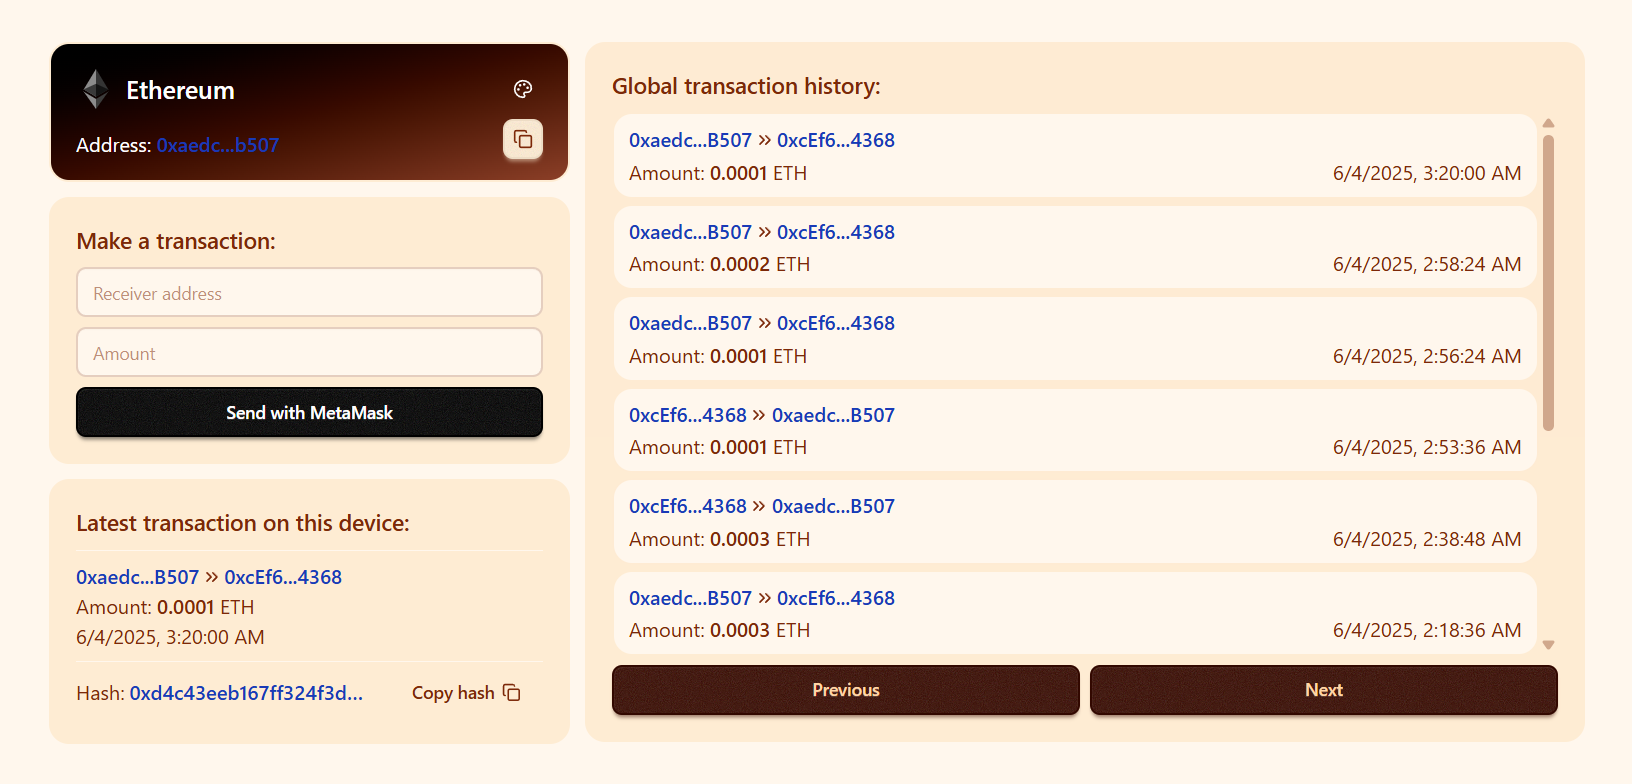 Ethereum
Address: 0xaedc...b507
Make a transaction:
Receiver address
Amount
Send with MetaMask
Latest transaction on this device:
0xaedc...B507 » 0xcEf6...4368
Amount: 0.0001 ETH
6/4/2025, 3:20:00 AM
Hash: 0xd4c43eeb167ff324f3d... Copy hash
Global transaction history:
0xaedc...B507 » 0xcEf6...4368
Amount: 0.0001 ETH 6/4/2025, 3:20:00 AM
0xaedc...B507 » 0xcEf6...4368
Amount: 0.0002 ETH 6/4/2025, 2:58:24 AM
0xaedc...B507 » 0xcEf6...4368
Amount: 0.0001 ETH 6/4/2025, 2:56:24 AM
0xcEf6...4368 » 0xaedc...B507
Amount: 0.0001 ETH 6/4/2025, 2:53:36 AM
0xcEf6...4368 » 0xaedc...B507
Amount: 0.0003 ETH 6/4/2025, 2:38:48 AM
0xaedc...B507 » 0xcEf6...4368
Amount: 0.0003 ETH 6/4/2025, 2:18:36 AM
Previous Next